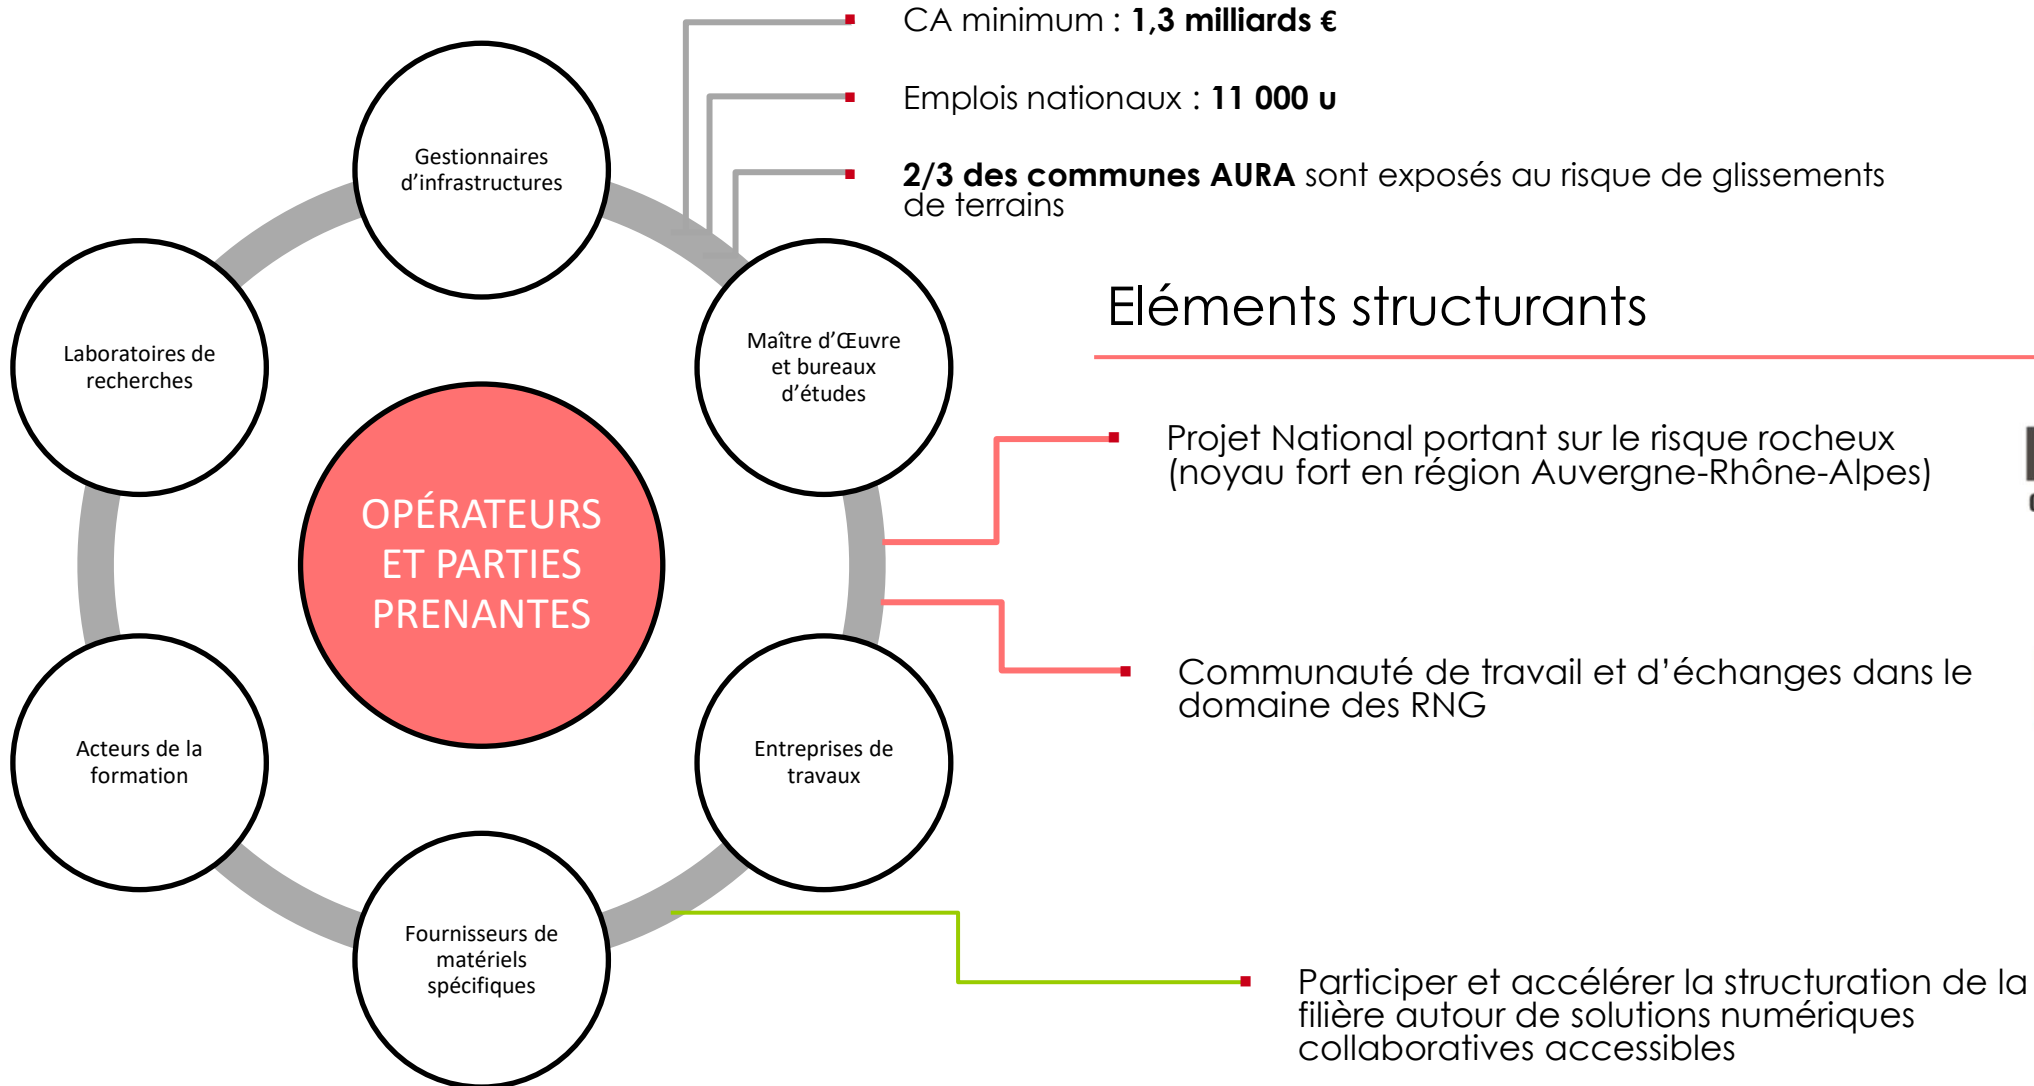 CA minimum : 1,3 milliards €
Emplois nationaux : 11 000 u
2/3 des communes AURA sont exposés au risque de glissements
de terrains
Gestionnaires
d’infrastructures
Laboratoires de
recherches
Maître d’Œuvre
et bureaux
d’études
OPÉRATEURS
ET PARTIES
PRENANTES
Acteurs de la
formation
Entreprises de
travaux
Fournisseurs de
matériels
spécifiques
Eléments structurants
Projet National portant sur le risque rocheux
(noyau fort en région Auvergne-Rhône-Alpes)
Communauté de travail et d’échanges dans le
domaine des RNG
Participer et accélérer la structuration de la
filière autour de solutions numériques
collaboratives accessibles